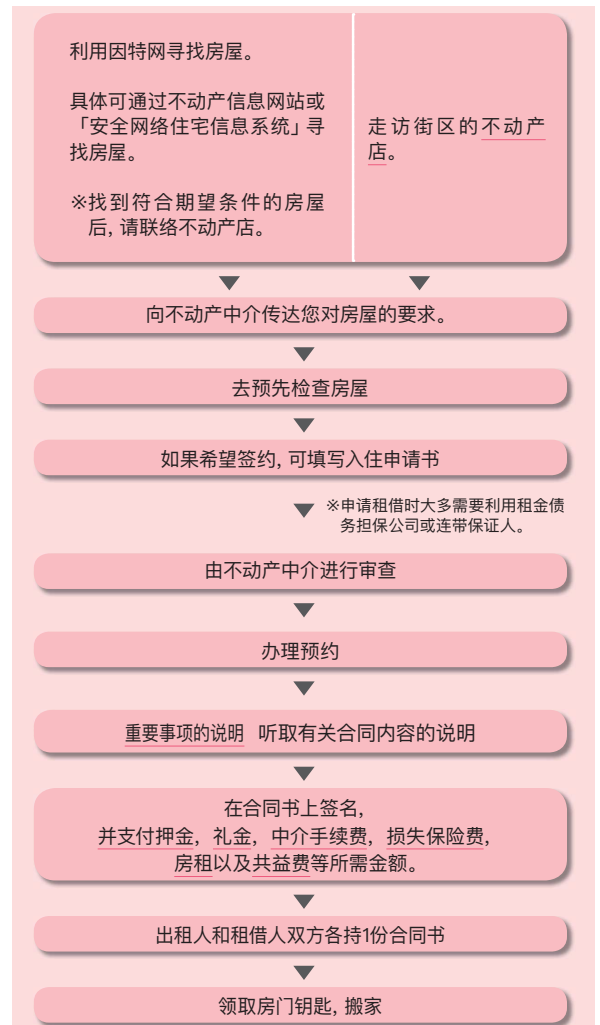 利用因特网寻找房屋。
具体可通过不动产信息网站或
「安全网络住宅信息系统」寻
找房屋。
※找到符合期望条件的房屋
后, 请联络不动产店。
走访街区的不动产
店。
向不动产中介传达您对房屋的要求。
去预先检查房屋
如果希望签约, 可填写入住申请书
※申请租借时大多需要利用租金债
务担保公司或连带保证人。
由不动产中介进行审查
办理预约
重要事项的说明 听取有关合同内容的说明
在合同书上签名,
并支付押金, 礼金, 中介手续费, 损失保险费,
房租以及共益费等所需金额。
出租人和租借人双方各持1份合同书
领取房门钥匙, 搬家